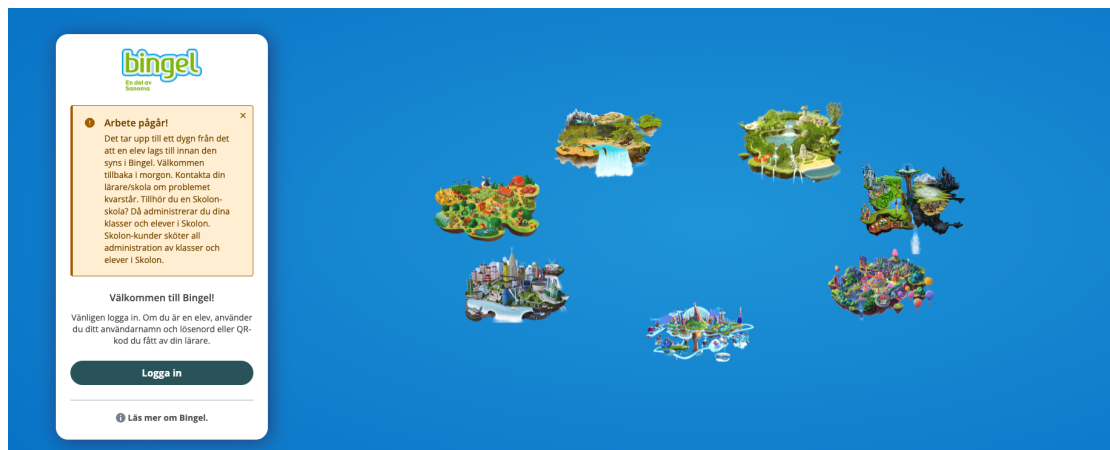 bingel
En del av
Sanoma
Arbete pågår!
Det tar upp till ett dygn från det
att en elev lags till innan den
syns i Bingel. Välkommen
tillbaka i morgon. Kontakta din
lärare/skola om problemet
kvarstår. Tillhör du en Skolon-
skola? Då administrerar du dina
klasser och elever i Skolon.
Skolon-kunder sköter all
administration av klasser och
elever i Skolon.
Välkommen till Bingel!
Vänligen logga in. Om du är en elev, använder
du ditt användarnamn och lösenord eller QR-
kod du fått av din lärare.
Logga in
Läs mer om Bingel.